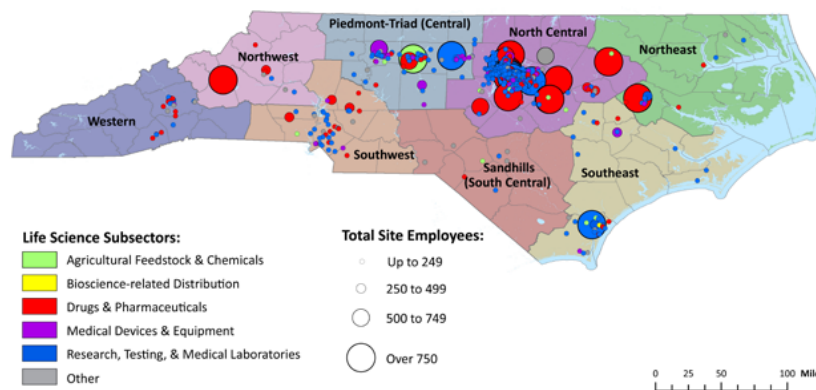 Piedmont-Triad (Central)
North Central
Northwest
Northeast
Western
Southwest
Sandhills
(South Central)
Southeast
Life Science Subsectors:
Agricultural Feedstock & Chemicals
Bioscience-related Distribution
Drugs & Pharmaceuticals
Medical Devices & Equipment
Research, Testing, & Medical Laboratories
Other
Total Site Employees:
Up to 249
250 to 499
500 to 749
Over 750
0 25 50 100 Mile